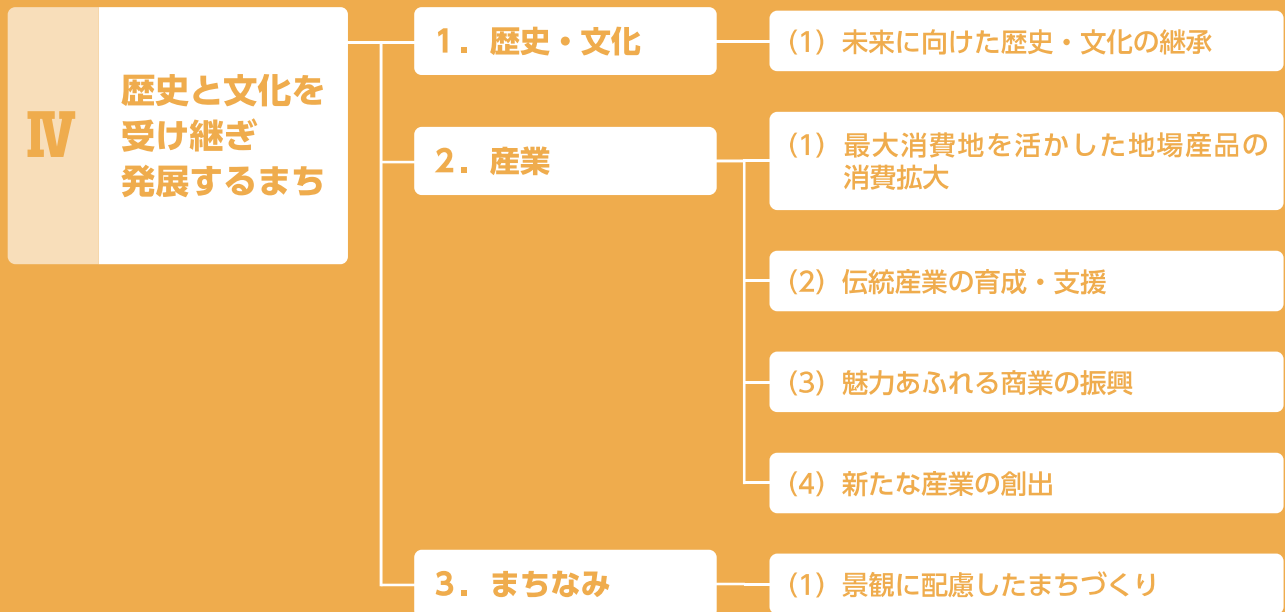 Ⅳ
歴史と文化を
受け継ぎ
発展するまち
1．歴史・文化
(1) 未来に向けた歴史・文化の継承
2．産業
(1) 最大消費地を活かした地場産品の
消費拡大
(2) 伝統産業の育成・支援
(3) 魅力あふれる商業の振興
(4) 新たな産業の創出
3．まちなみ
(1) 景観に配慮したまちづくり